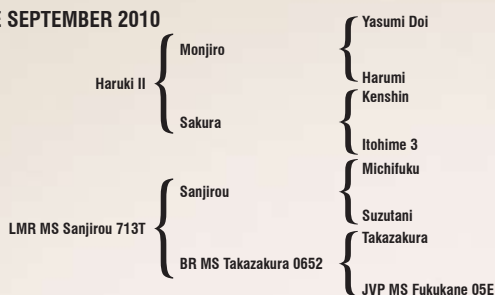 E SEPTEMBER 2010
Yasumi Doi
Monjiro
Harumi
Haruki II
Kenshin
Sakura
Itohime 3
Michifuku
Sanjirou
Suzutani
LMR MS Sanjirou 713T
Takazakura
BR MS Takazakura 0652
JVP MS Fukukane 05E